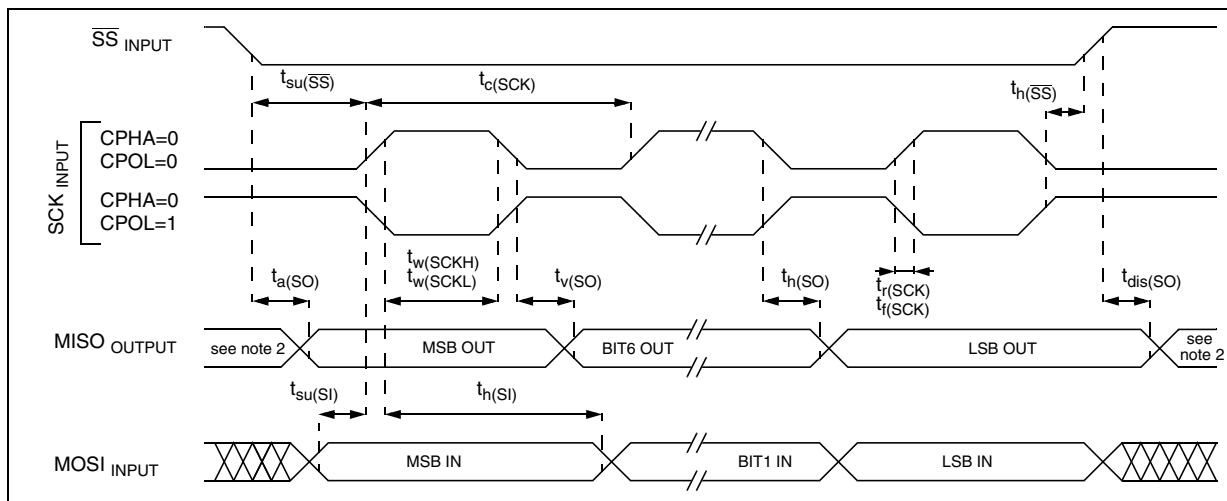 SS INPUT
tsu(SS)
tc(SCK)
th(SS)
SCK INPUT
CPHA=0
CPOL=0
CPHA=0
CPOL=1
ta(SO)
tw(SCKH)
tw(SCKL)
tv(SO)
th(SO)
tr(SCK)
tf(SCK)
tdis(SO)
MISO OUTPUT
see note 2
MSB OUT
BIT6 OUT
LSB OUT
see
note 2
tsu(SI)
th(SI)
MOSI INPUT
MSB IN
BIT1 IN
LSB IN